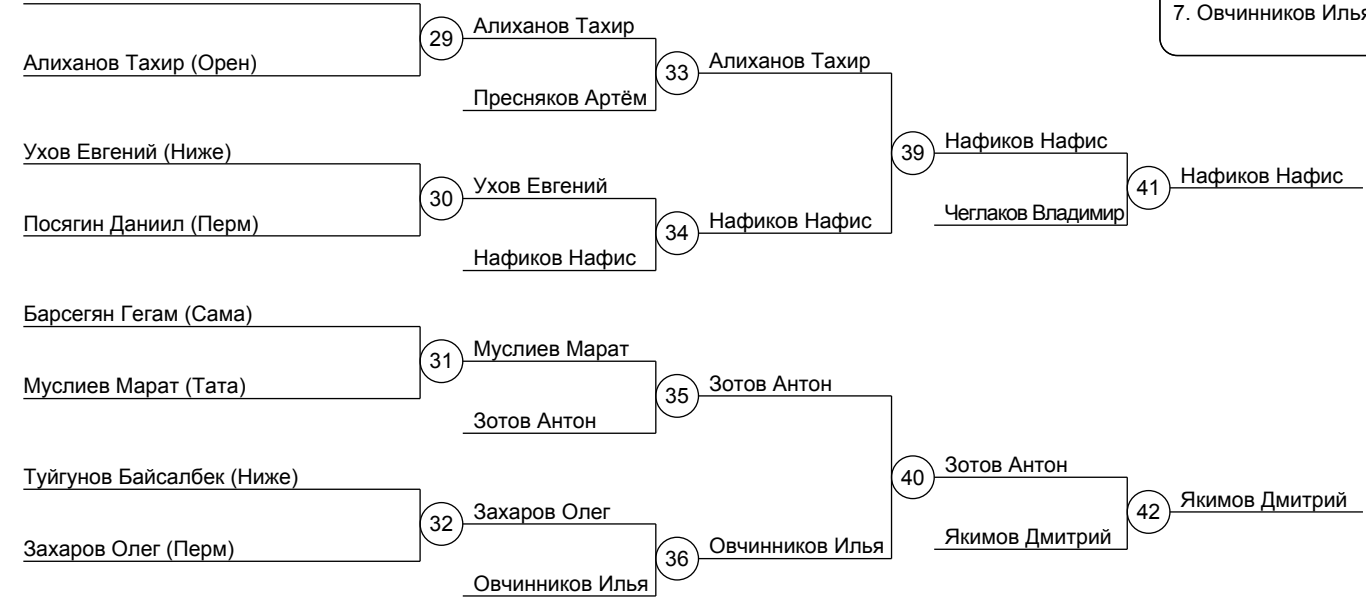 7. Овчинников Илья
29
Алиханов Тахир
Алиханов Тахир (Орен)
33
Алиханов Тахир
Пресняков Артём
Ухов Евгений (Ниже)
39
Нафиков Нафис
30
Ухов Евгений
41
Нафиков Нафис
Посягин Даниил (Перм)
34
Нафиков Нафис
Чеглаков Владимир
Нафиков Нафис
Барсегян Гегам (Сама)
31
Муслиев Марат
Муслиев Марат (Тата)
35
Зотов Антон
Зотов Антон
Туйгунов Байсалбек (Ниже)
40
Зотов Антон
32
Захаров Олег
42
Якимов Дмитрий
Захаров Олег (Перм)
36
Овчинников Илья
Якимов Дмитрий
Овчинников Илья